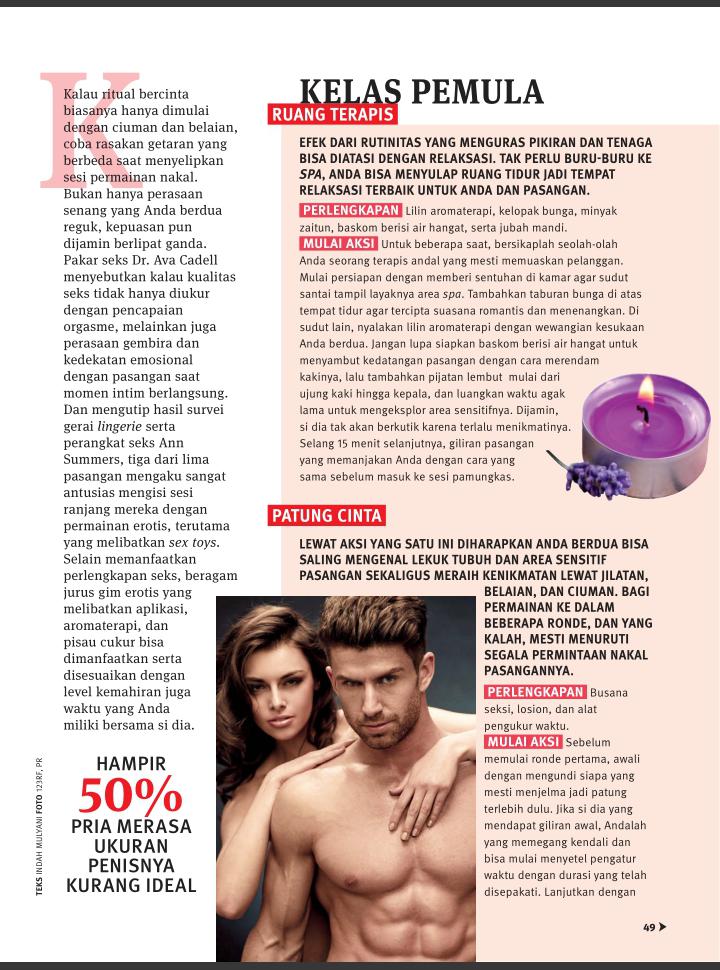 Kalau ritual bercinta
biasanya hanya dimulai
dengan ciuman dan belaian,
coba rasakan getaran yang
berbeda saat menyelipkan
sesi permainan nakal.
Bukan hanya perasaan
senang yang Anda berdua
reguk, kepuasan pun
dijamin berlipat ganda.
Pakar seks Dr. Ava Cadell
menyebutkan kalau kualitas
seks tidak hanya diukur
dengan pencapaian
orgasme, melainkan juga
perasaan gembira dan
kedekatan emosional
dengan pasangan saat
momen intim berlangsung.
Dan mengutip hasil survei
gerai lingerie serta
perangkat seks Ann
Summers, tiga dari lima
pasangan mengaku sangat
antusias mengisi sesi
ranjang mereka dengan
permainan erotis, terutama
yang melibatkan sex toys.
Selain memanfaatkan
perlengkapan seks, beragam
jurus gim erotis yang
melibatkan aplikasi,
aromaterapi, dan
pisau cukur bisa
dimanfaatkan serta
disesuaikan dengan
level kemahiran juga
waktu yang Anda
miliki bersama si dia.
HAMPIR
50%
PRIA MERASA
UKURAN
PENISNYA
KURANG IDEAL
TEKS INDAH MULYANI FOTO 123RF, PR
KELAS PEMULA
RUANG TERAPIS
EFEK DARI RUTINITAS YANG MENGURAS PIKIRAN DAN TENAGA
BISA DIATASI DENGAN RELAKSASI. TAK PERLU BURU-BURU KE
SPA, ANDA BISA MENYULAP RUANG TIDUR JADI TEMPAT
RELAKSASI TERBAIK UNTUK ANDA DAN PASANGAN.
PERLENGKAPAN Lilin aromaterapi, kelopak bunga, minyak
zaitun, baskom berisi air hangat, serta jubah mandi.
MULAI AKSI Untuk beberapa saat, bersikaplah seolah-olah
Anda seorang terapis andal yang mesti memuaskan pelanggan.
Mulai persiapan dengan memberi sentuhan di kamar agar sudut
santai tampil layaknya area spa. Tambahkan taburan bunga di atas
tempat tidur agar tercipta suasana romantis dan menenangkan. Di
sudut lain, nyalakan lilin aromaterapi dengan wewangian kesukaan
Anda berdua. Jangan lupa siapkan baskom berisi air hangat untuk
menyambut kedatangan pasangan dengan cara merendam
kakinya, lalu tambahkan pijatan lembut mulai dari
ujung kaki hingga kepala, dan luangkan waktu agak
lama untuk mengeksplor area sensitifnya. Dijamin,
si dia tak akan berkutik karena terlalu menikmatinya.
Selang 15 menit selanjutnya, giliran pasangan
yang memanjakan Anda dengan cara yang
sama sebelum masuk ke sesi pamungkas.
PATUNG CINTA
LEWAT AKSI YANG SATU INI DIHARAPKAN ANDA BERDUA BISA
SALING MENGENAL LEKUK TUBUH DAN AREA SENSITIF
PASANGAN SEKALIGUS MERAIH KENIKMATAN LEWAT JILATAN,
BELAIAN, DAN CIUMAN. BAGI
PERMAINAN KE DALAM
BEBERAPA RONDE, DAN YANG
KALAH, MESTI MENURUTI
SEGALA PERMINTAAN NAKAL
PASANGANNYA.
PERLENGKAPAN Busana
seksi, losion, dan alat
pengukur waktu.
MULAI AKSI Sebelum
memulai ronde pertama, awali
dengan mengundi siapa yang
mesti menjelma jadi patung
terlebih dulu. Jika si dia yang
mendapat giliran awal, Andalah
yang memegang kendali dan
bisa mulai menyetel pengatur
waktu dengan durasi yang telah
disepakati. Lanjutkan dengan
49